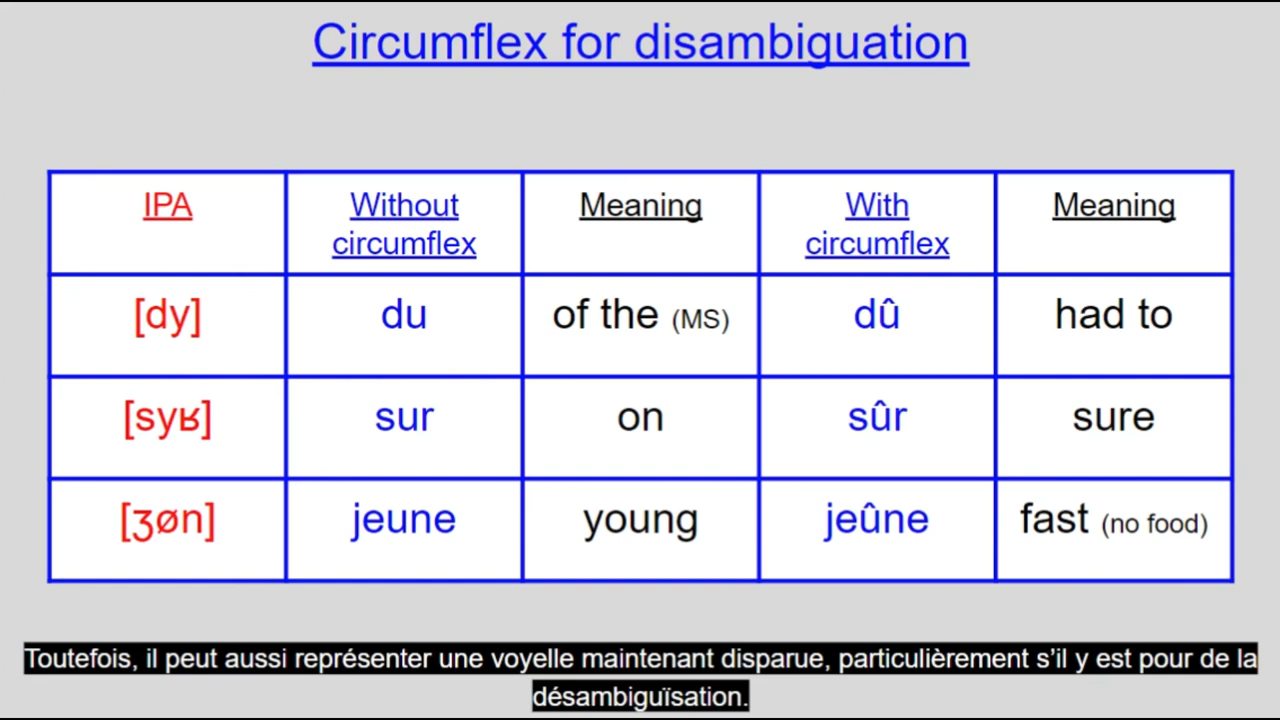 Circumflex for disambiguation
IPA Without circumflex Meaning With circumflex Meaning
[dy] du of the (MS) dû had to
[syʁ] sur on sûr sure
[ʒøn] jeune young jeûne fast (no food)
Toutefois, il peut aussi représenter une voyelle maintenant disparue, particulièrement s’il y est pour de la
désambiguïsation.